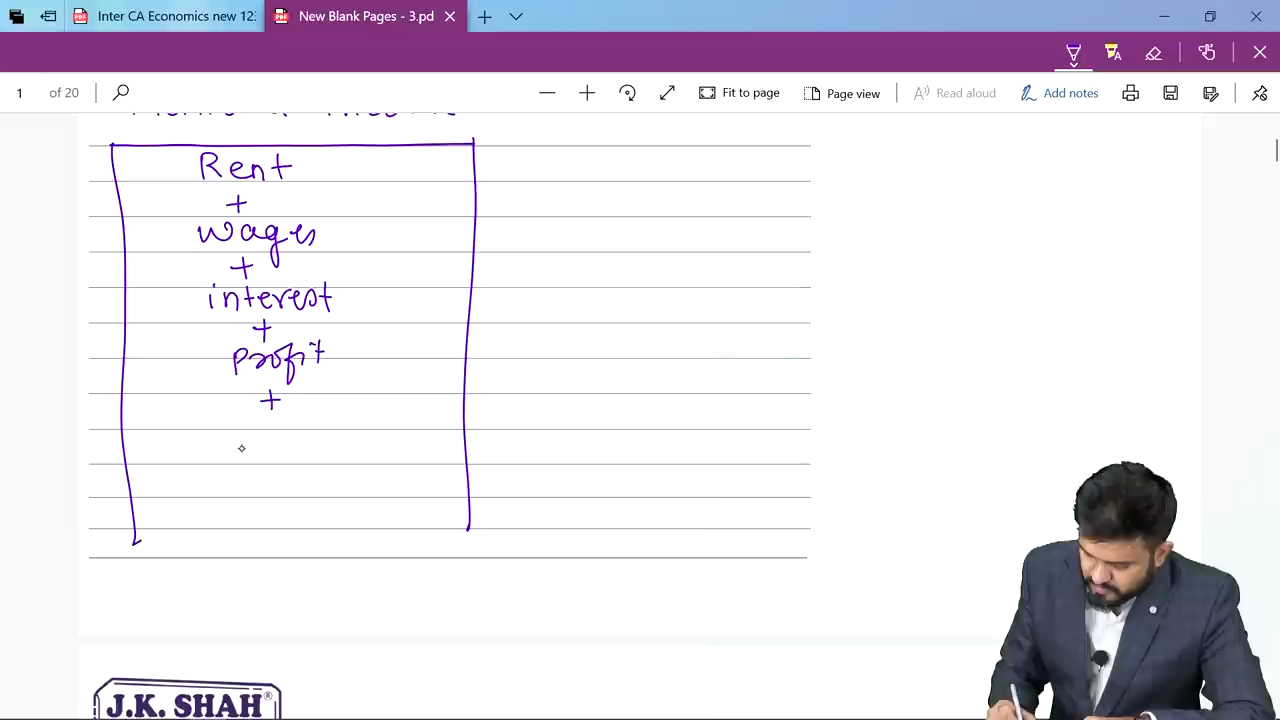 Inter CA Economics new 12
New Blank Pages - 3.pd
1 of 20
Fit to page
Page view
Read aloud
Add notes
Rent
+
wages
+
interest
+
profit
+
J.K. SHAH®